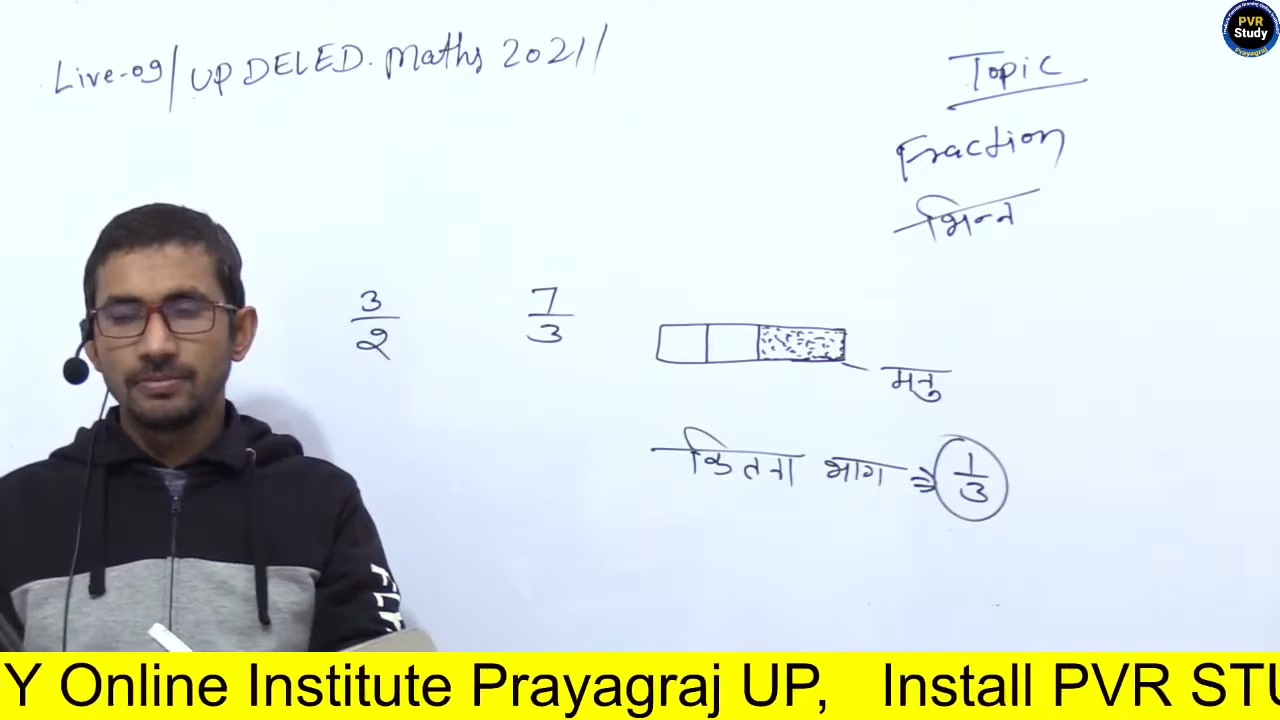 Live-09/UP DELED. Maths 2021/
Topic
Fraction
भिन्न
3/2
7/3
मनु
कितना भाग ⇒ 1/3
PVR
Study
Prayagraj
Y Online Institute Prayagraj UP, Install PVR STU